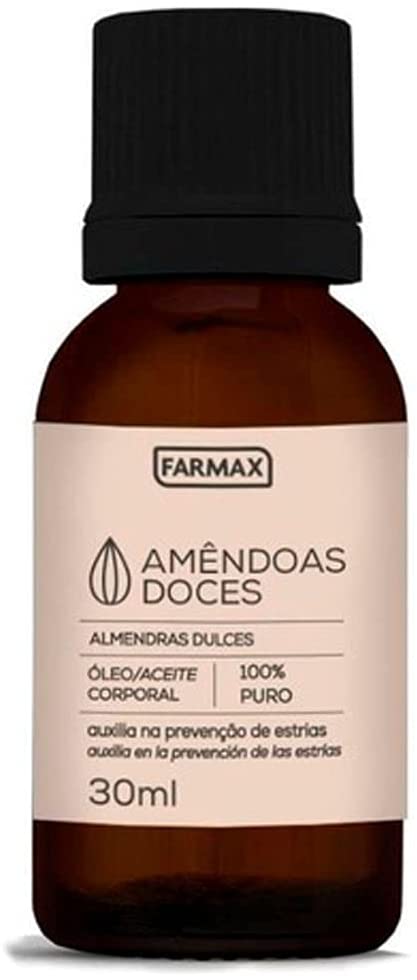 FARMAX
AMÊNDOAS
DOCES
ALMENDRAS DULCES
ÓLEO/ACEITE
CORPORAL
100%
PURO
auxilia na prevenção de estrias
auxilia en la prevención de las estrías
30ml